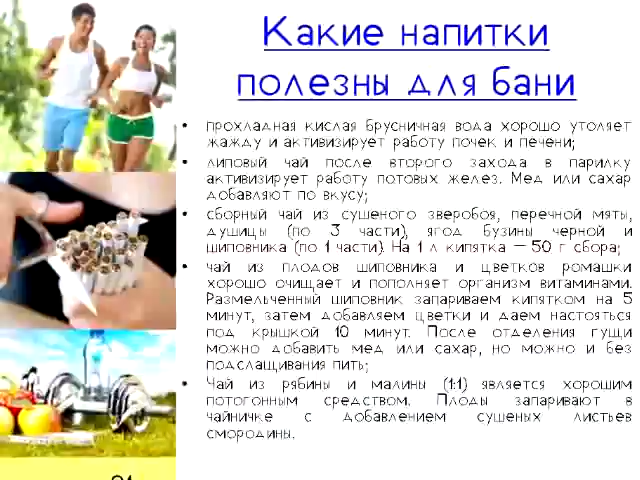 Какие напитки
полезны для бани
• прохладная кислая брусничная вода хорошо утоляет
жажду и активизирует работу почек и печени;
• липовый чай после второго захода в парилку
активизирует работу потовых желез. Мед или сахар
добавляют по вкусу;
• сборный чай из сушеного зверобоя, перечной мяты,
душицы (по 3 части), ягод бузины черной и
шиповника (по 1 части). На 1 л кипятка – 50 г сбора;
• чай из плодов шиповника и цветков ромашки
хорошо очищает и пополняет организм витаминами.
Размельченный шиповник запариваем кипятком на 5
минут, затем добавляем цветки и даем настояться
под крышкой 10 минут. После отделения гущи
можно добавить мед или сахар, но можно и без
подслащивания пить;
• Чай из рябины и малины (1:1) является хорошим
потогонным средством. Плоды запаривают в
чайничке с добавлением сушеных листьев
смородины.